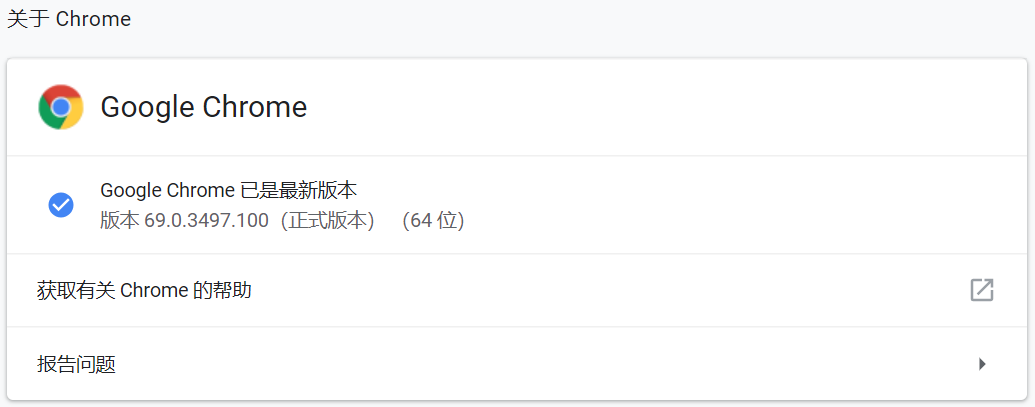 关于 Chrome
Google Chrome
Google Chrome 已是最新版本
版本 69.0.3497.100（正式版本） （64 位）
获取有关 Chrome 的帮助
报告问题